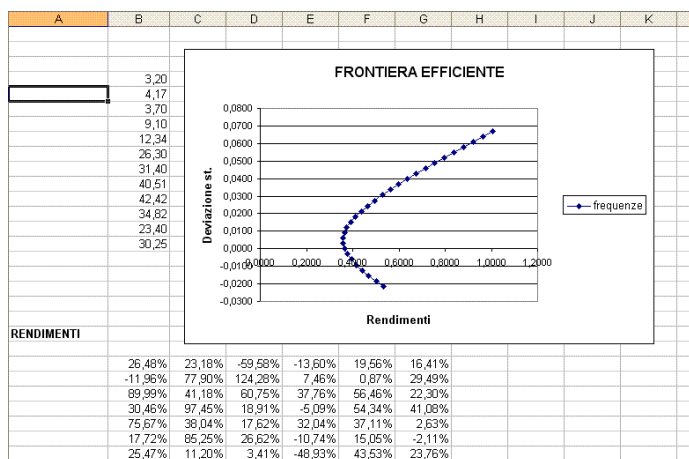 A B C D E F G H I J K
FRONTIERA EFFICIENTE
3,20
4,17
3,70
9,10
12,34
26,30
31,40
40,51
42,42
34,82
23,40
30,25
0,0800
0,0700
0,0600
0,0500
0,0400
0,0300
0,0200
0,0100
0,0000
-0,0100
-0,0200
-0,0300
Deviazione st.
0,0000 0,2000 0,4000 0,6000 0,8000 1,0000 1,2000
Rendimenti
frequenze
RENDIMENTI
26,48% 23,18% -59,58% -13,60% 19,56% 16,41%
-11,96% 77,90% 124,28% 7,46% 0,87% 29,49%
89,99% 41,18% 60,75% 37,76% 56,46% 22,30%
30,46% 97,45% 18,91% -5,09% 54,34% 41,08%
75,67% 38,04% 17,62% 32,04% 37,11% 2,63%
17,72% 85,25% 26,62% -10,74% 15,05% -2,11%
25,47% 11,20% 3,41% -48,93% 43,53% 23,76%